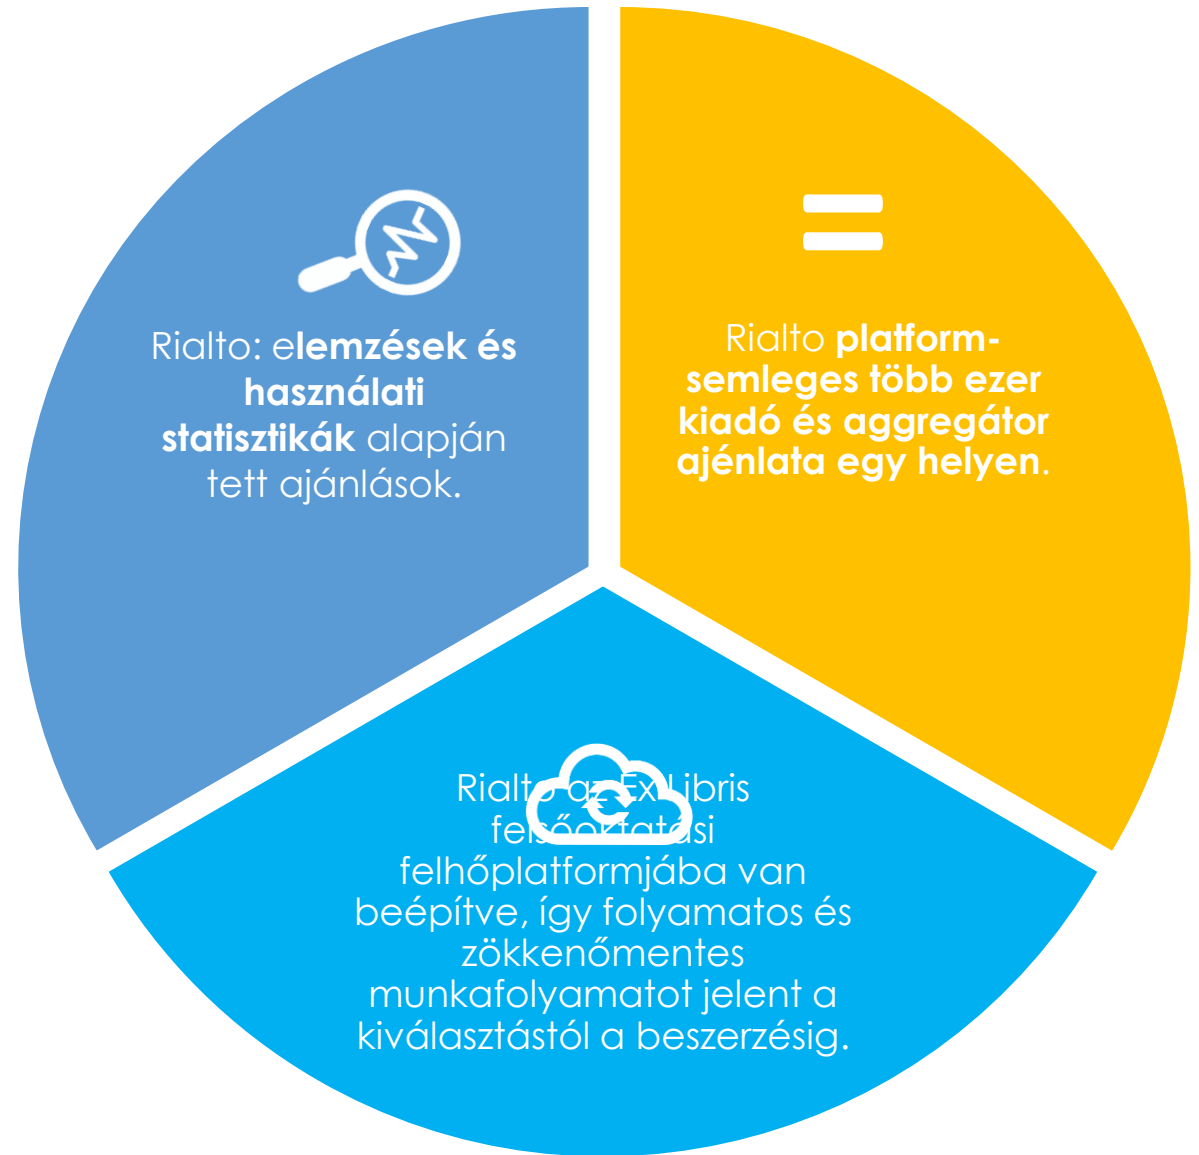 Rialto: elemzések és
használati
statisztikák alapján
tett ajánlások.
Rialto platform-
semleges több ezer
kiadó és aggregátor
ajénlata egy helyen.
Rialto az Ex Libris
felsőoktatási
felhőplatformjába van
beépítve, így folyamatos és
zökkenőmentes
munkafolyamatot jelent a
kiválasztástól a beszerzésig.